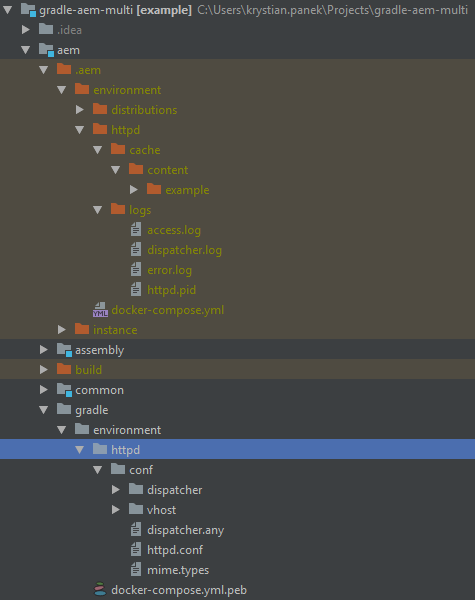 gradle-aem-multi [example] C:\Users\krystian.panek\Projects\gradle-aem-multi
.idea
aem
.aem
environment
distributions
httpd
cache
content
example
logs
access.log
dispatcher.log
error.log
httpd.pid
YML docker-compose.yml
instance
assembly
build
common
gradle
environment
httpd
conf
dispatcher
vhost
dispatcher.any
httpd.conf
mime.types
docker-compose.yml.peb